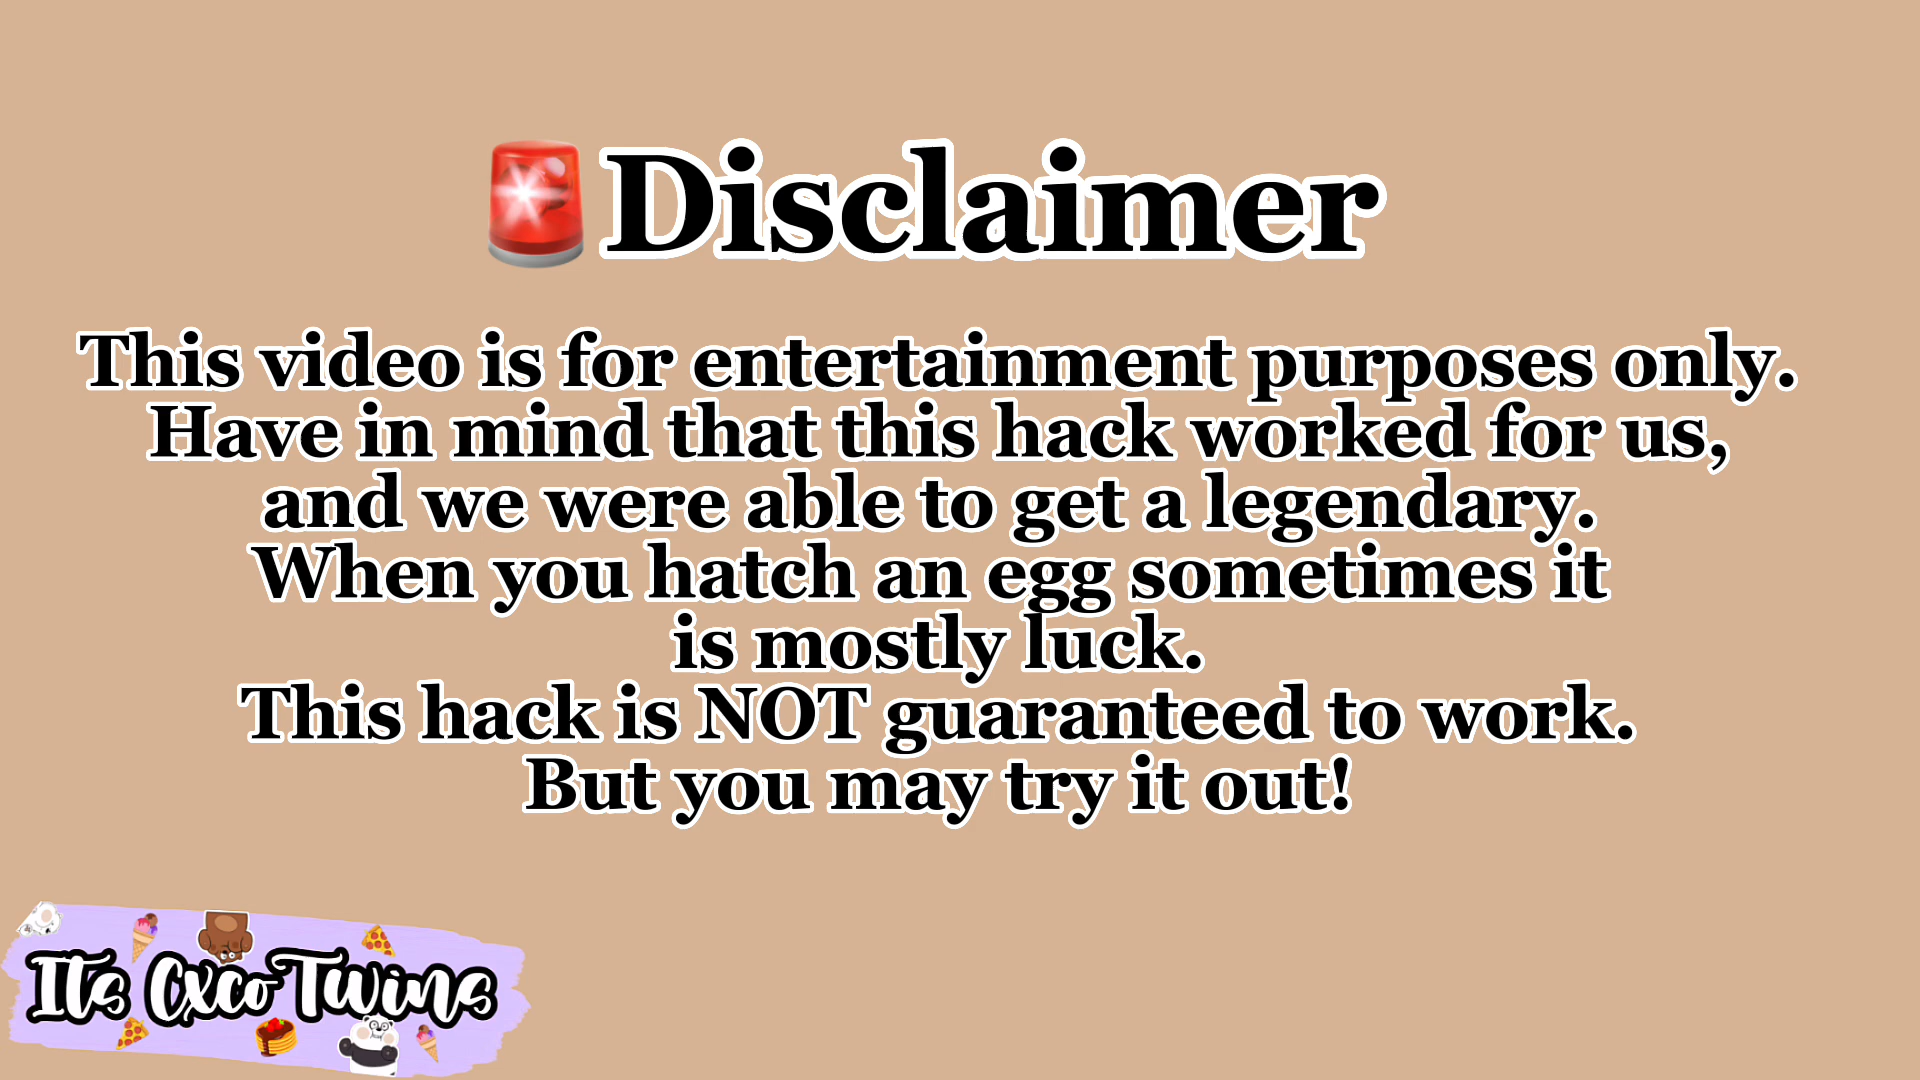 🚨Disclaimer
This video is for entertainment purposes only.
Have in mind that this hack worked for us,
and we were able to get a legendary.
When you hatch an egg sometimes it
is mostly luck.
This hack is NOT guaranteed to work.
But you may try it out!
Its Cxco Twins